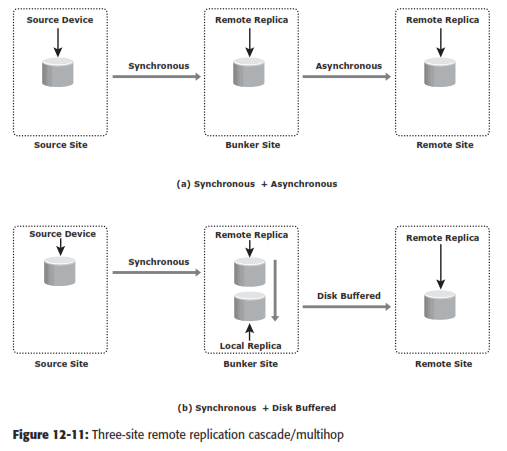 Source Device
Remote Replica
Remote Replica
Synchronous
Asynchronous
Source Site
Bunker Site
Remote Site
(a) Synchronous + Asynchronous
Source Device
Remote Replica
Remote Replica
Synchronous
Disk Buffered
Local Replica
Source Site
Bunker Site
Remote Site
(b) Synchronous + Disk Buffered
Figure 12-11: Three-site remote replication cascade/multihop